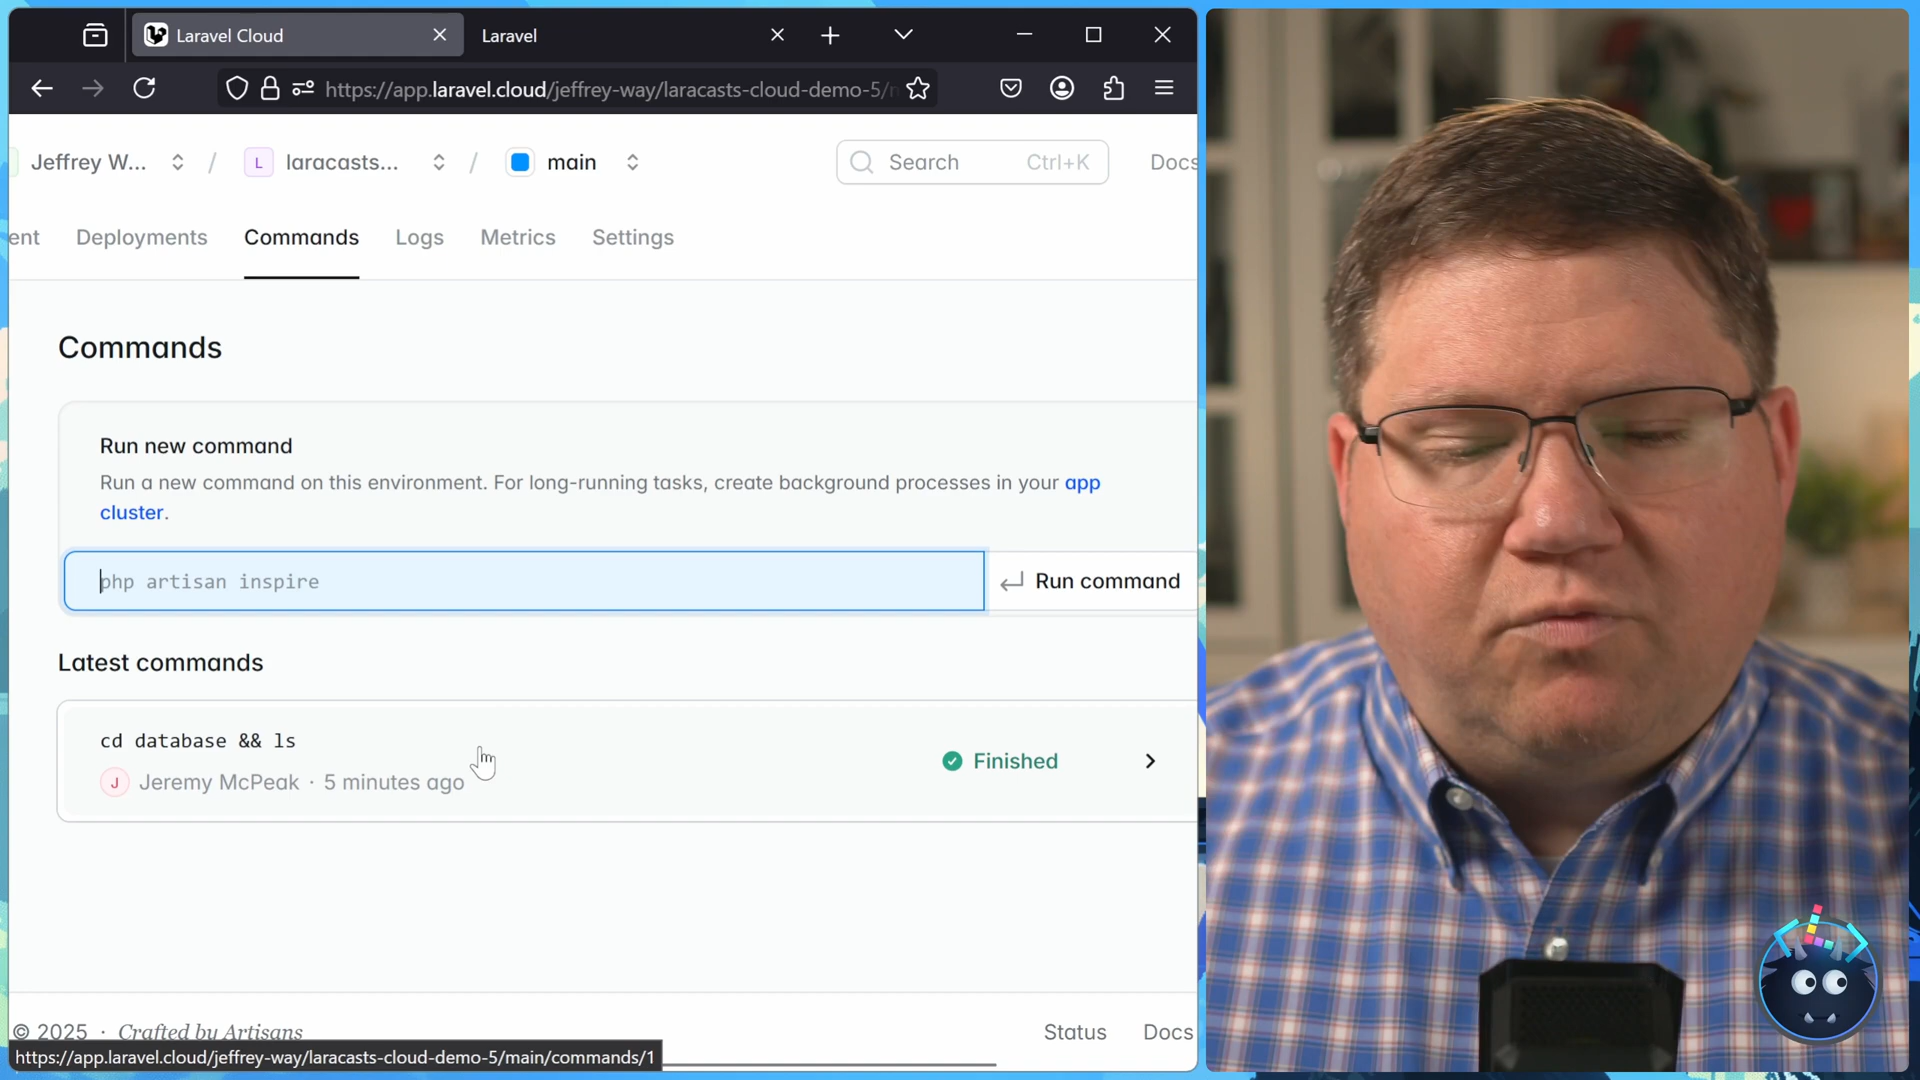 Laravel Cloud
Laravel
https://app.laravel.cloud/jeffrey-way/laracasts-cloud-demo-5/
Jeffrey W... / L laracasts... / main
Search Ctrl+K
Docs
ent Deployments Commands Logs Metrics Settings
Commands
Run new command
Run a new command on this environment. For long-running tasks, create background processes in your app
cluster.
php artisan inspire
Run command
Latest commands
cd database && ls
J Jeremy McPeak · 5 minutes ago
Finished
© 2025 · Crafted by Artisans
Status Docs
https://app.laravel.cloud/jeffrey-way/laracasts-cloud-demo-5/main/commands/1